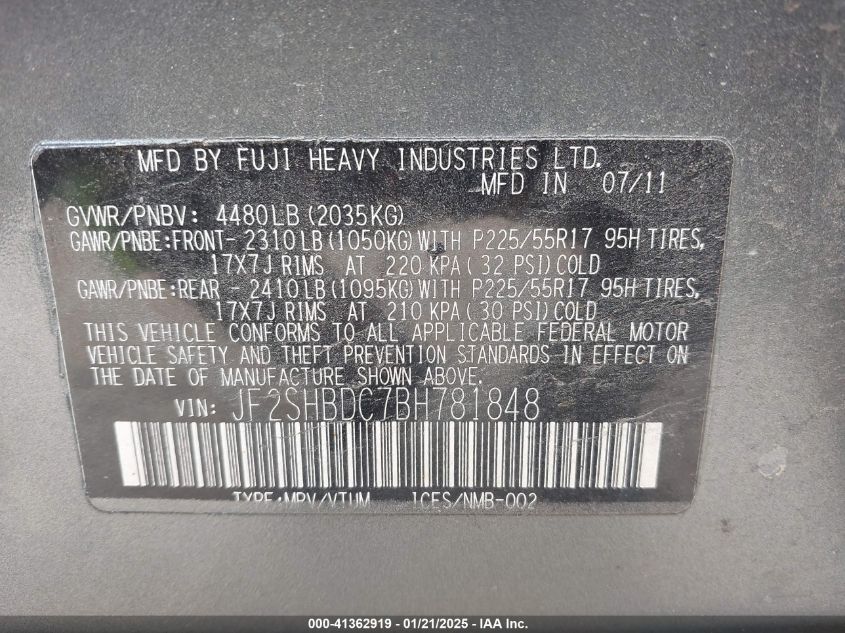 MFD BY FUJI HEAVY INDUSTRIES LTD.
MFD IN 07/11
GVWR/PNBV: 4480LB(2035KG)
GAWR/PNBE:FRONT- 2310LB(1050KG)WITH P225/55R17 95H TIRES,
17X7J RIMS AT 220 KPA( 32 PSI)COLD
GAWR/PNBE:REAR - 2410LB(1095KG)WITH P225/55R17 95H TIRES,
17X7J RIMS AT 210 KPA( 30 PSI)COLD
THIS VEHICLE CONFORMS TO ALL APPLICABLE FEDERAL MOTOR
VEHICLE SAFETY AND THEFT PREVENTION STANDARDS IN EFFECT ON
THE DATE OF MANUFACTURE SHOWN ABOVE.
VIN: JF2SHBDC7BH781848
TYPE:MPV/VTUM ICES/NMB-002
000-41362919 - 01/21/2025 - IAA Inc.